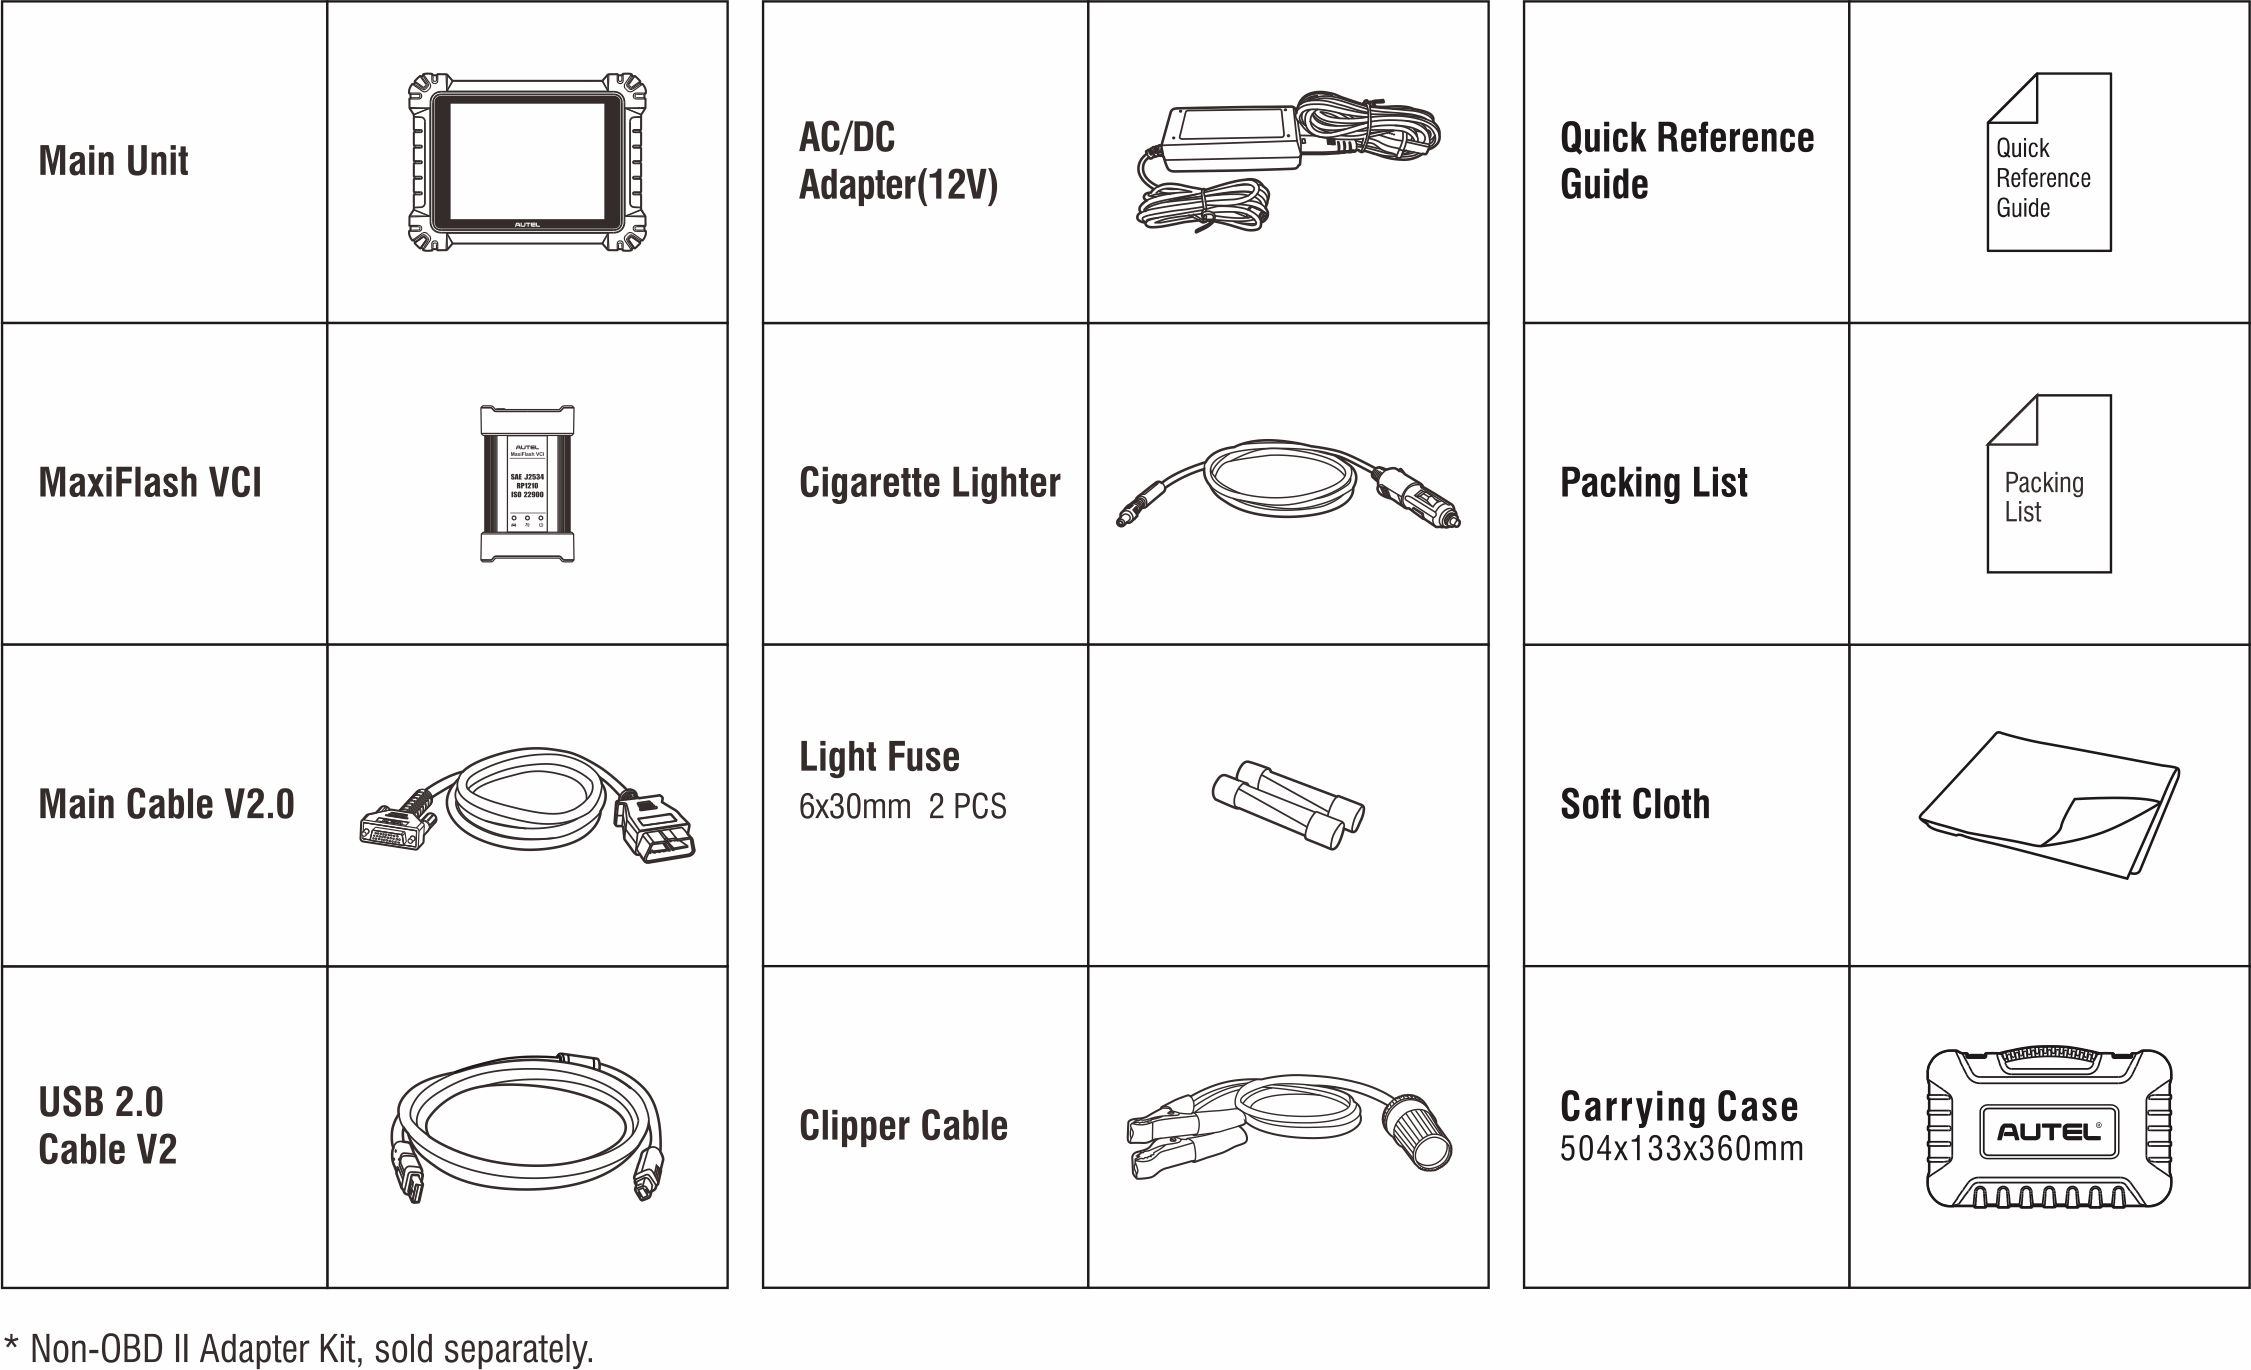 Main Unit
AUTEL
MaxiFlash VCI
AUTEL
MaxiFlash VCI
SAE J2534
RP1210
ISO 22900
Main Cable V2.0
USB 2.0
Cable V2
AC/DC
Adapter(12V)
Cigarette Lighter
Light Fuse
6x30mm 2 PCS
Clipper Cable
Quick Reference
Guide
Quick
Reference
Guide
Packing List
Packing
List
Soft Cloth
Carrying Case
504x133x360mm
AUTEL®
* Non-OBD II Adapter Kit, sold separately.